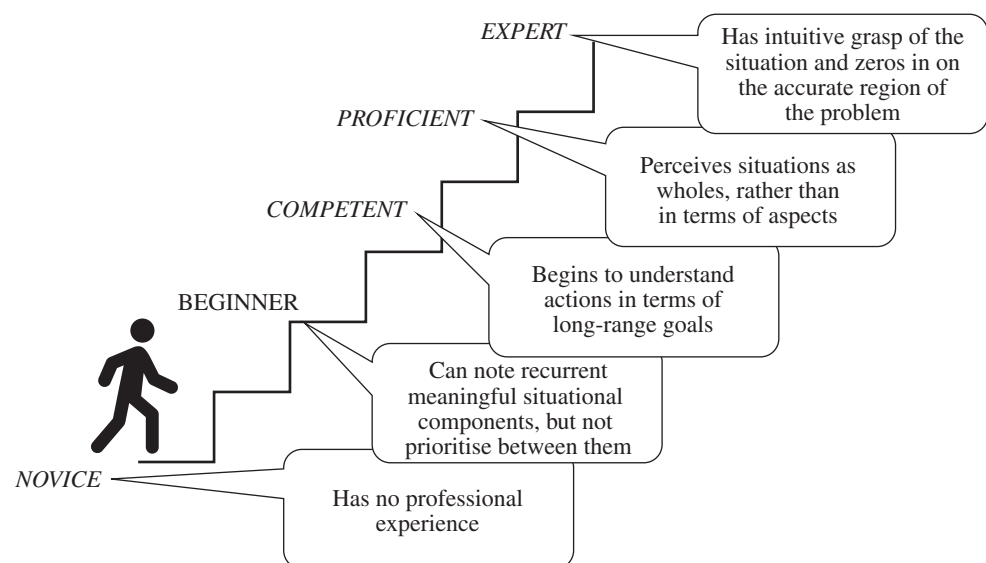 EXPERT
Has intuitive grasp of the
situation and zeros in on
the accurate region of
the problem
PROFICIENT
Perceives situations as
wholes, rather than
in terms of aspects
COMPETENT
Begins to understand
actions in terms of
long-range goals
BEGINNER
Can note recurrent
meaningful situational
components, but not
prioritise between them
NOVICE
Has no professional
experience